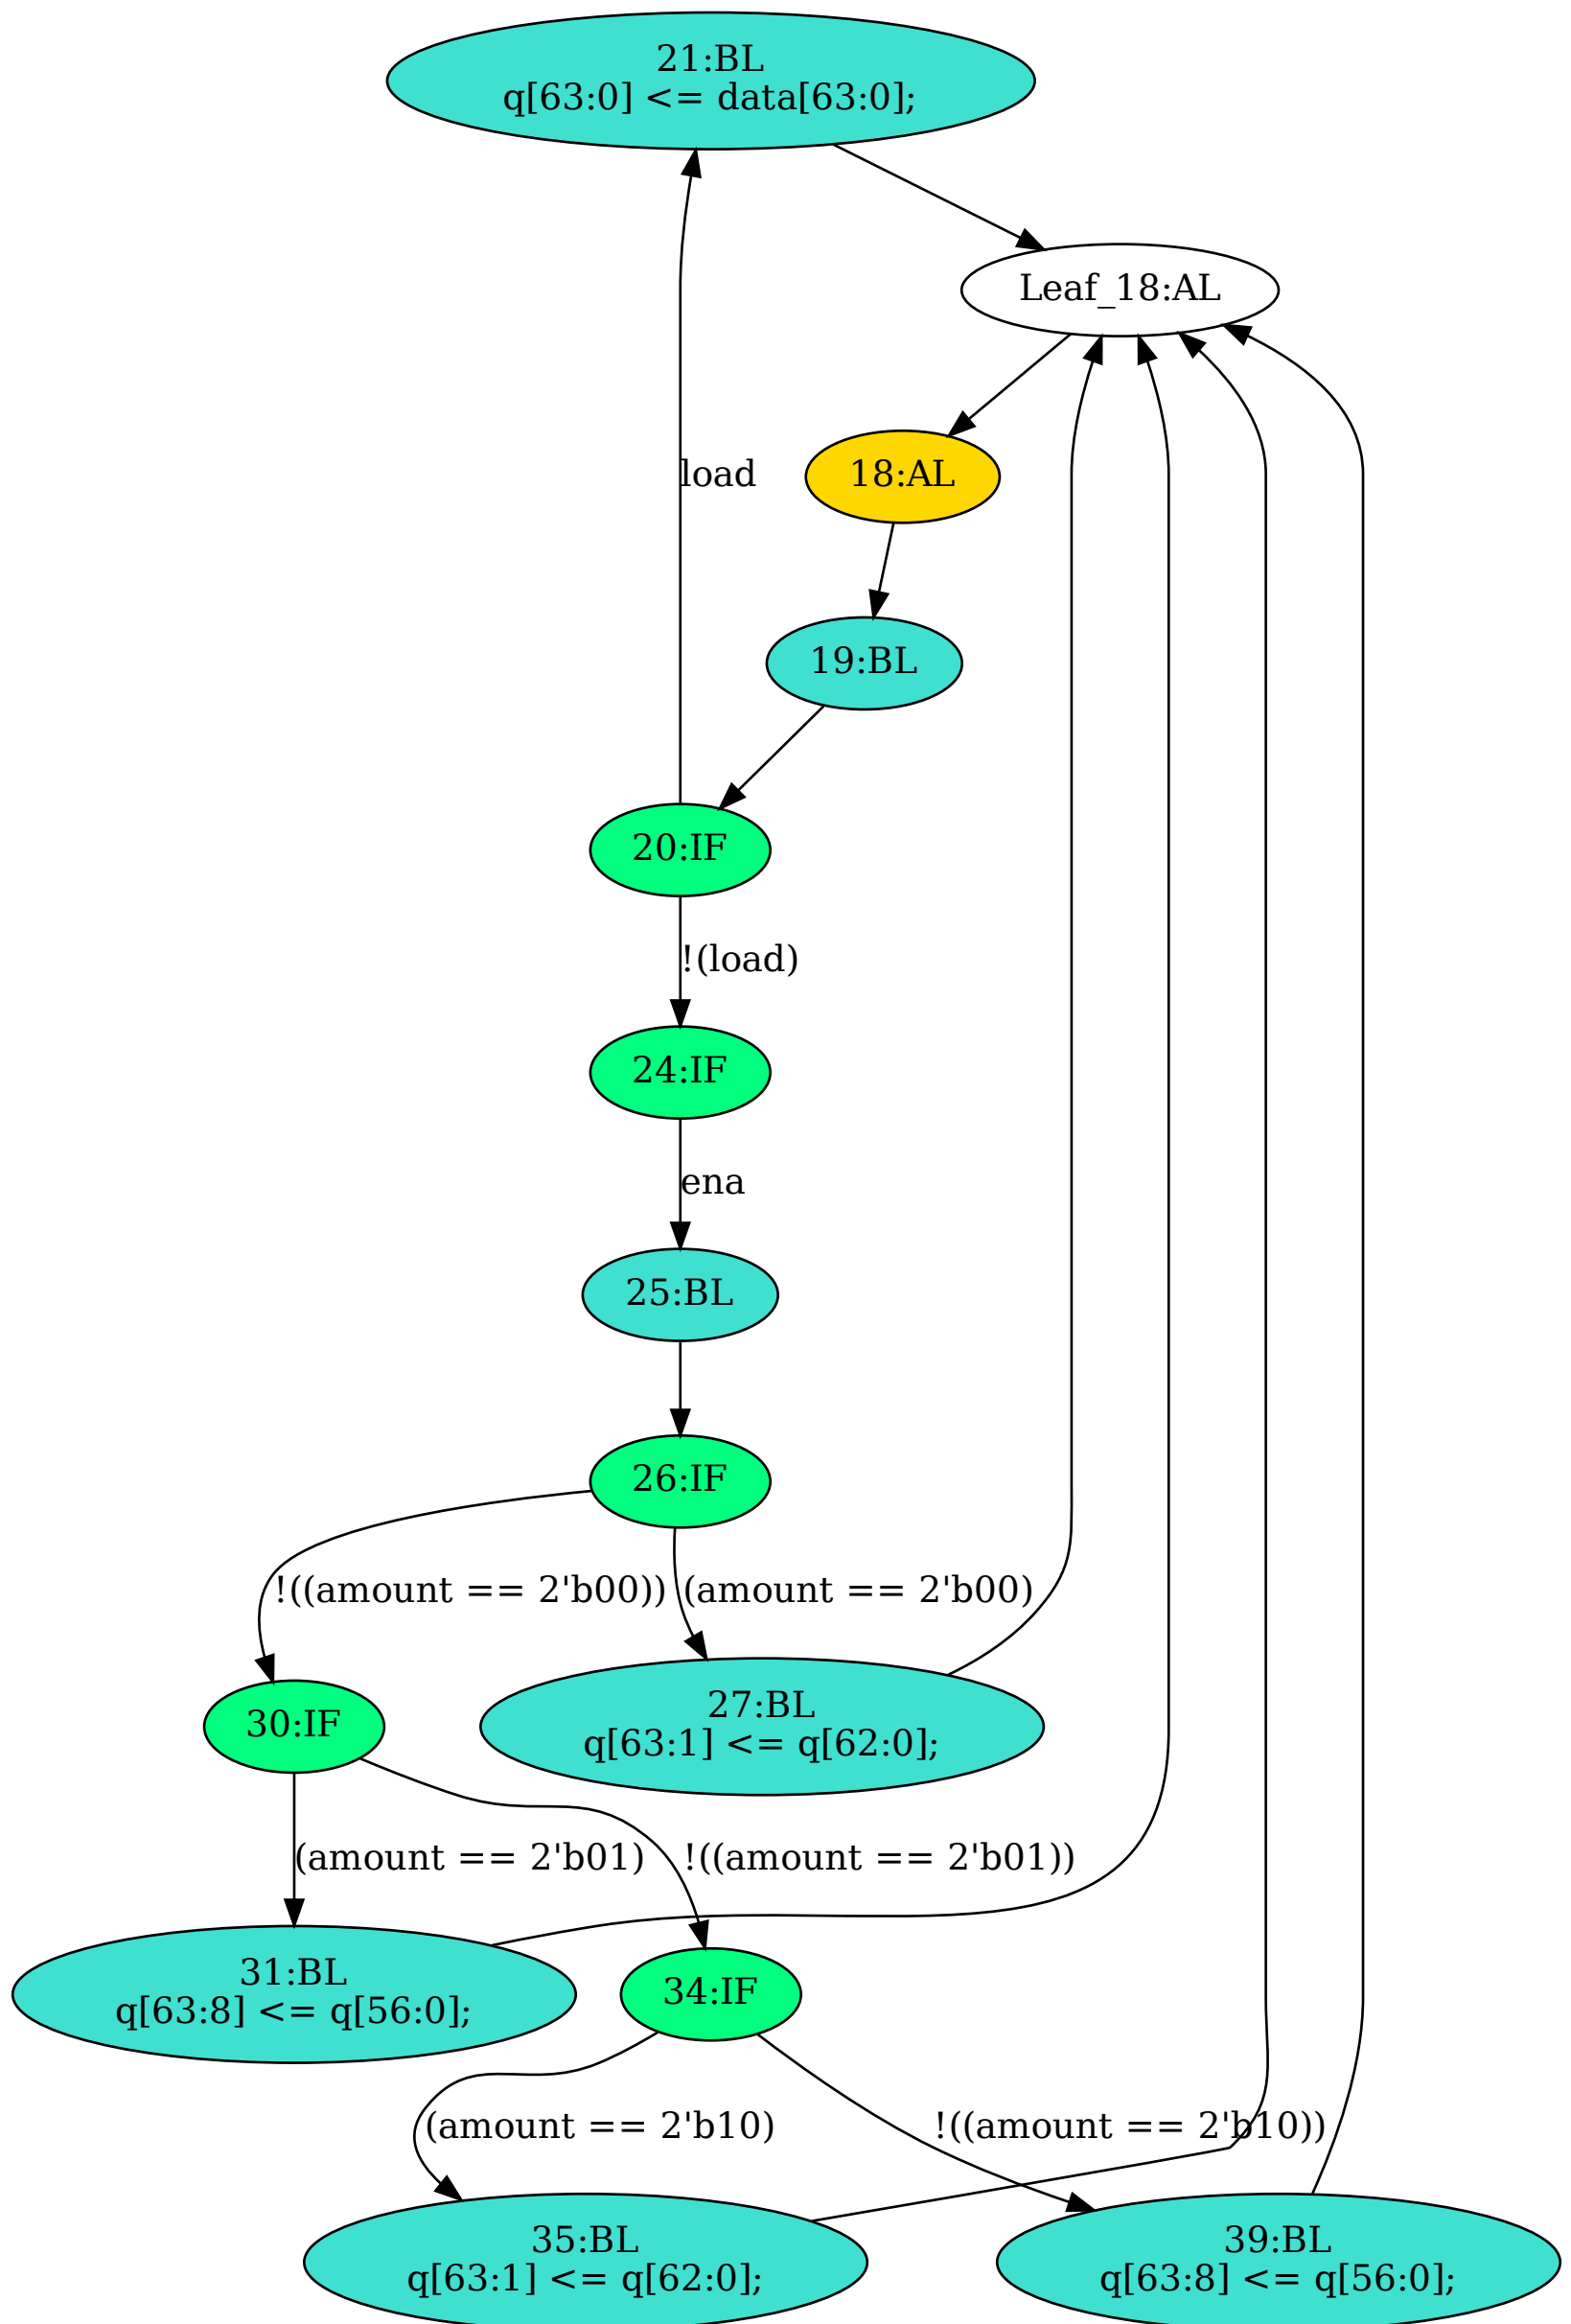 21:BL
q[63:0] <= data[63:0];
Leaf_18:AL
load
18:AL
19:BL
20:IF
!(load)
24:IF
ena
25:BL
26:IF
!((amount == 2'b00))
(amount == 2'b00)
30:IF
27:BL
q[63:1] <= q[62:0];
(amount == 2'b01)
!((amount == 2'b01))
31:BL
q[63:8] <= q[56:0];
34:IF
(amount == 2'b10)
!((amount == 2'b10))
35:BL
q[63:1] <= q[62:0];
39:BL
q[63:8] <= q[56:0];